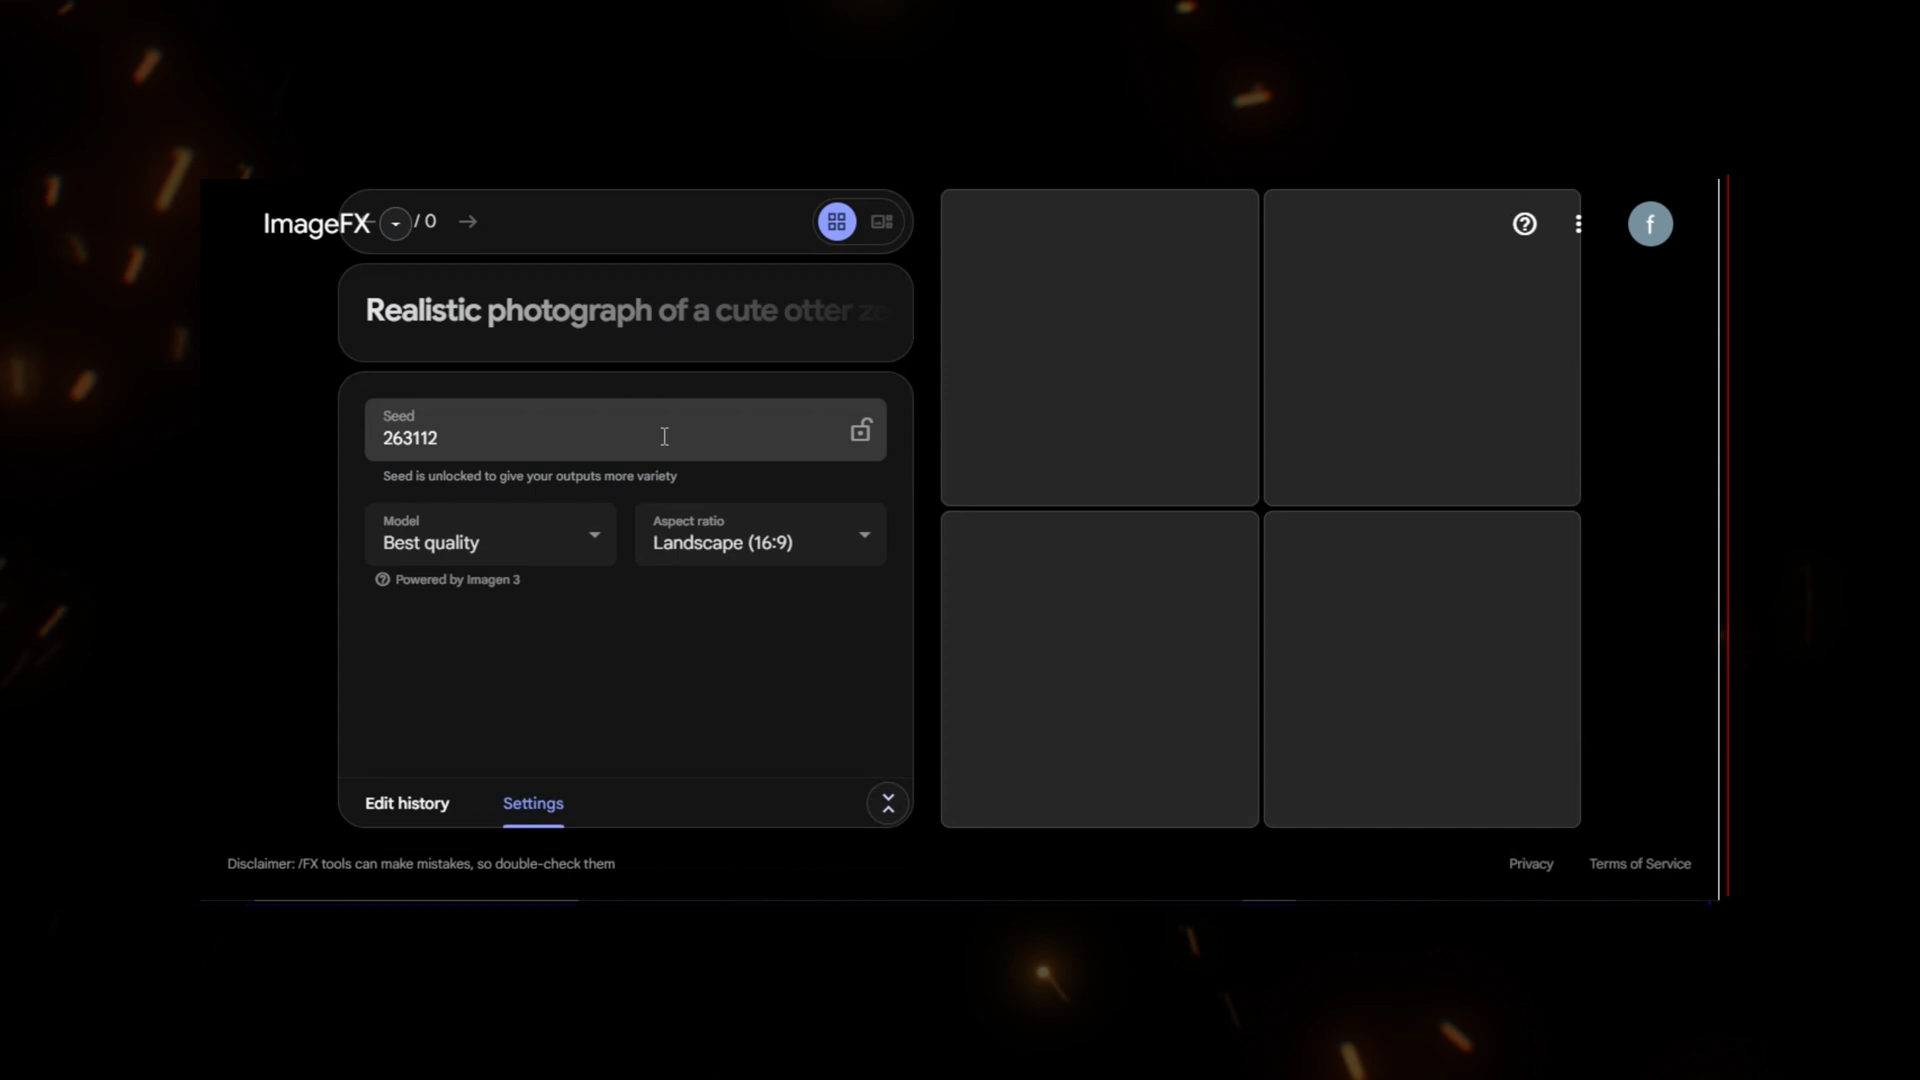 ImageFX
/ 0
Realistic photograph of a cute otter
Seed
263112
Seed is unlocked to give your outputs more variety
Model
Best quality
Aspect ratio
Landscape (16:9)
Powered by Imagen 3
f
Edit history
Settings
Disclaimer: /FX tools can make mistakes, so double-check them
Privacy
Terms of Service